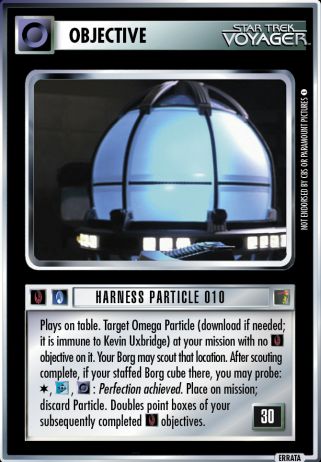 OBJECTIVE
STAR TREK
VOYAGER
NOT ENDORSED BY CBS OR PARAMOUNT PICTURES
HARNESS PARTICLE 010
Plays on table. Target Omega Particle (download if needed;
it is immune to Kevin Uxbridge) at your mission with no
objective on it. Your Borg may scout that location. After scouting
complete, if your staffed Borg cube there, you may probe:
, , : Perfection achieved. Place on mission;
discard Particle. Doubles point boxes of your
subsequently completed objectives.
30
ERRATA